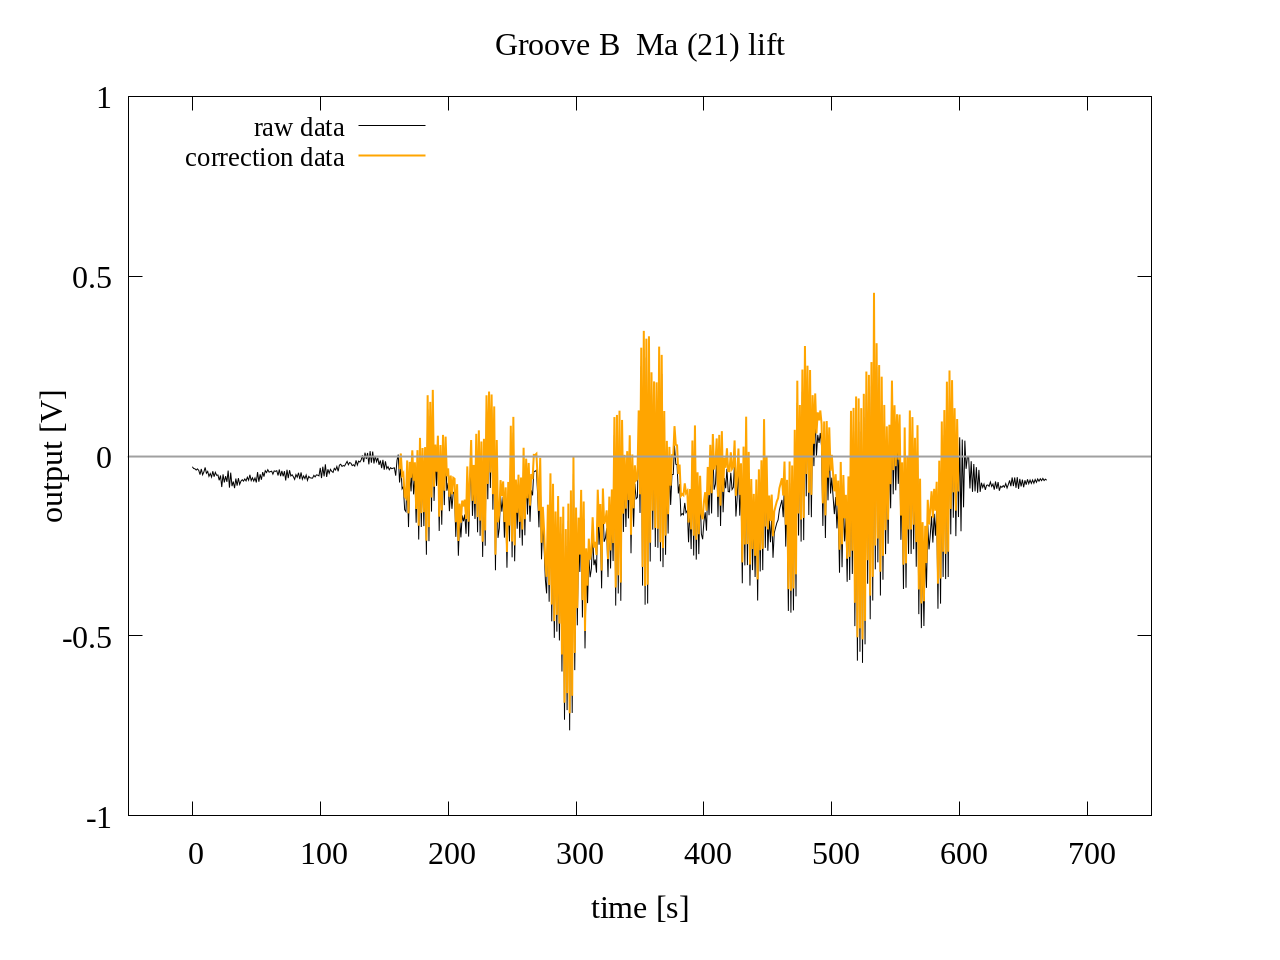 Groove B  Ma (21) lift
raw data
correction data
1
0.5
0
-0.5
-1
output [V]
0 100 200 300 400 500 600 700
time [s]